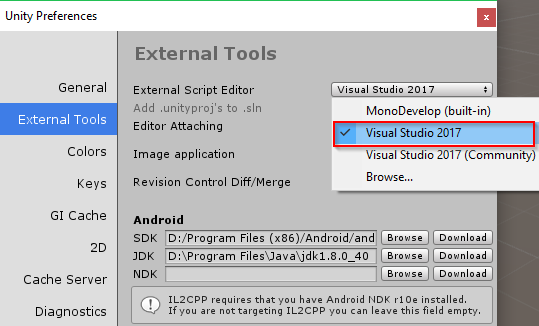 Unity Preferences
x
External Tools
General
External Tools
Colors
Keys
GI Cache
2D
Cache Server
Diagnostics
External Script Editor
Visual Studio 2017
Add .unityproj's to .sln
Editor Attaching
Image application
Revision Control Diff/Merge
MonoDevelop (built-in)
Visual Studio 2017
Visual Studio 2017 (Community)
Browse...
Android
SDK D:/Program Files (x86)/Android/and Browse Download
JDK D:\Program Files\Java\jdk1.8.0_40 Browse Download
NDK Browse Download
IL2CPP requires that you have Android NDK r10e installed.
If you are not targeting IL2CPP you can leave this field empty.